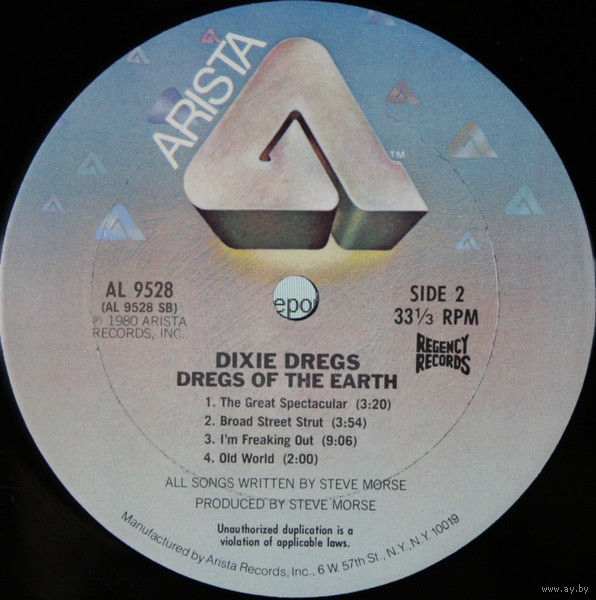 ARISTA
TM
AL 9528
(AL 9528 SB)
℗ 1980 ARISTA
RECORDS, INC.
SIDE 2
33 1/3 RPM
REGENCY
RECORDS
epo
DIXIE DREGS
DREGS OF THE EARTH
1. The Great Spectacular (3:20)
2. Broad Street Strut (3:54)
3. I'm Freaking Out (9:06)
4. Old World (2:00)
ALL SONGS WRITTEN BY STEVE MORSE
PRODUCED BY STEVE MORSE
Unauthorized duplication is a
violation of applicable laws.
Manufactured by Arista Records, Inc., 6 W. 57th St., N.Y., N.Y. 10019
www.ay.by